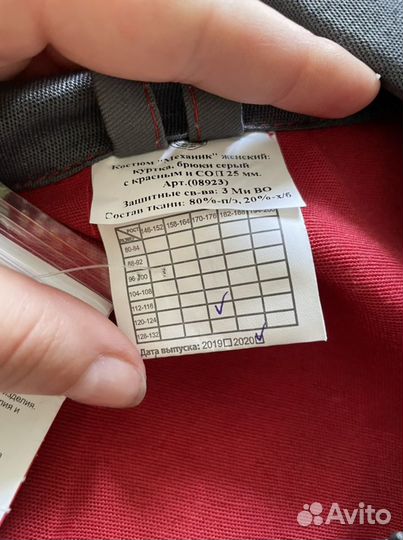 Костюм "Механик" женский:
куртка, брюки серый
с красным и СОП 25 мм.
Арт.(08923)
Защитные св-ва: З Ми ВО
Состав ткани: 80%-п/э, 20%-х/б
РОСТ 146-152 158-164 170-176 182-188
80-84
88-92
96-100
104-108
112-116 ✓
120-124
128-132
Дата выпуска: 2019☐2020☑
изделия.
лия и
Avito